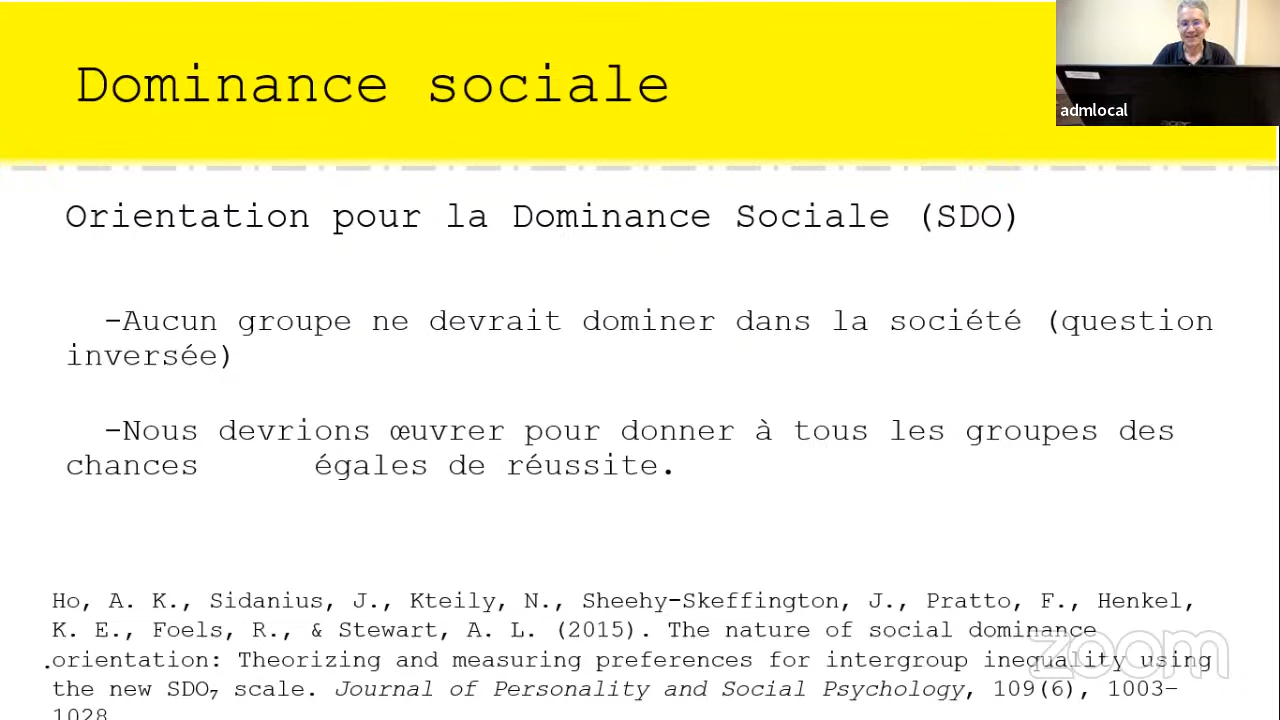 Dominance sociale
admlocal
Orientation pour la Dominance Sociale (SDO)
-Aucun groupe ne devrait dominer dans la société (question
inversée)
-Nous devrions œuvrer pour donner à tous les groupes des
chances égales de réussite.
Ho, A. K., Sidanius, J., Kteily, N., Sheehy-Skeffington, J., Pratto, F., Henkel,
K. E., Foels, R., & Stewart, A. L. (2015). The nature of social dominance
.orientation: Theorizing and measuring preferences for intergroup inequality using
the new SDO₇ scale. Journal of Personality and Social Psychology, 109(6), 1003–
1028
zoom